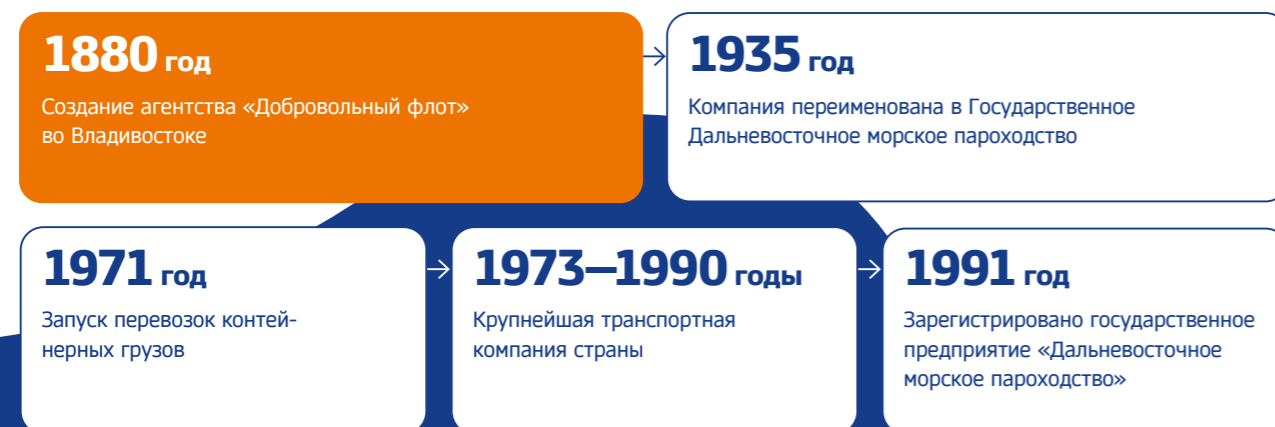 1880 год
Создание агентства «Добровольный флот»
во Владивостоке
1935 год
Компания переименована в Государственное
Дальневосточное морское пароходство
1971 год
Запуск перевозок контей-
нерных грузов
1973–1990 годы
Крупнейшая транспортная
компания страны
1991 год
Зарегистрировано государственное
предприятие «Дальневосточное
морское пароходство»